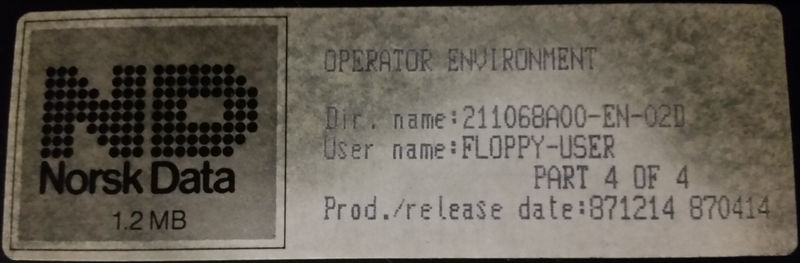 ND
Norsk Data
1.2 MB
OPERATOR ENVIRONMENT
Dir. name:211068A00-EN-02D
User name:FLOPPY-USER
PART 4 OF 4
Prod./release date:871214 870414